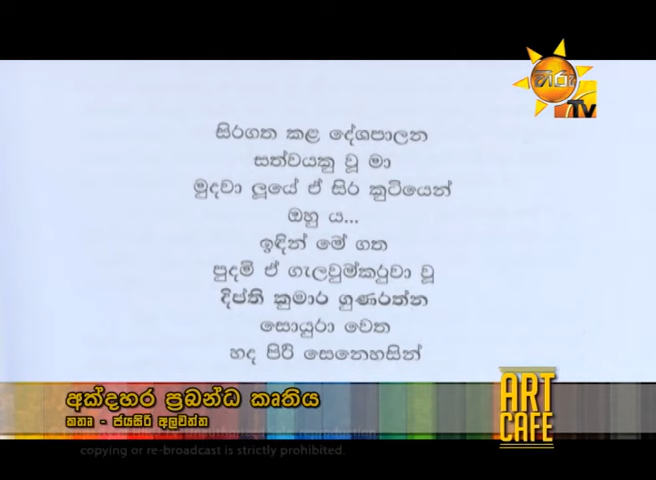 හිරු
Tv
සිරගත කළ දේශපාලන
සත්වයකු වූ මා
මුදවා ලූයේ ඒ සිර කුටියෙන්
ඔහු ය...
ඉඳින් මේ ගත
පුදමි ඒ ගැලවුම්කරුවා වූ
දිප්ති කුමාර ගුණරත්න
සොයුරා වෙත
හද පිරි සෙනෙහසින්
අක්දහර ප්‍රබන්ධ කෘතිය
කතෘ - ජයසිරි අලවත්ත
ART
CAFE
copying or re-broadcast is strictly prohibited.